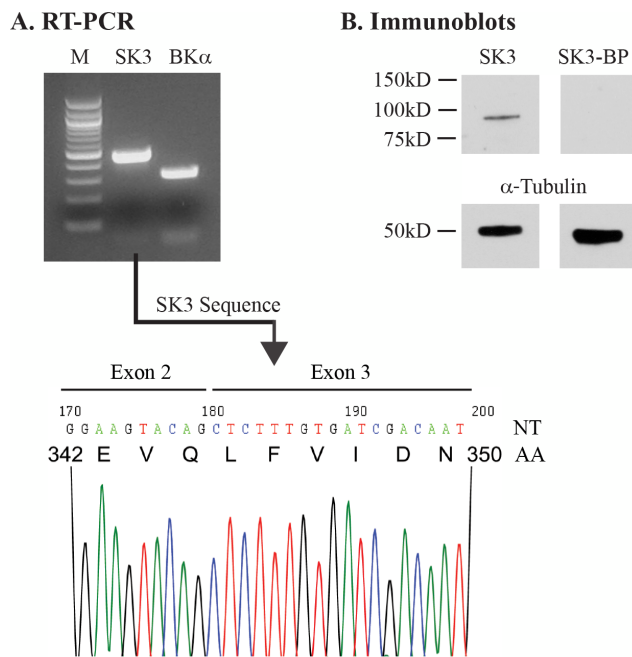 A. RT-PCR
M SK3 BKα
B. Immunoblots
SK3 SK3-BP
150kD
100kD
75kD
α-Tubulin
50kD
SK3 Sequence
Exon 2 Exon 3
170 180 190 200
G G A A G T A C A G C T C T T T G T G A T C G A C A A T NT
342 E V Q L F V I D N 350 AA